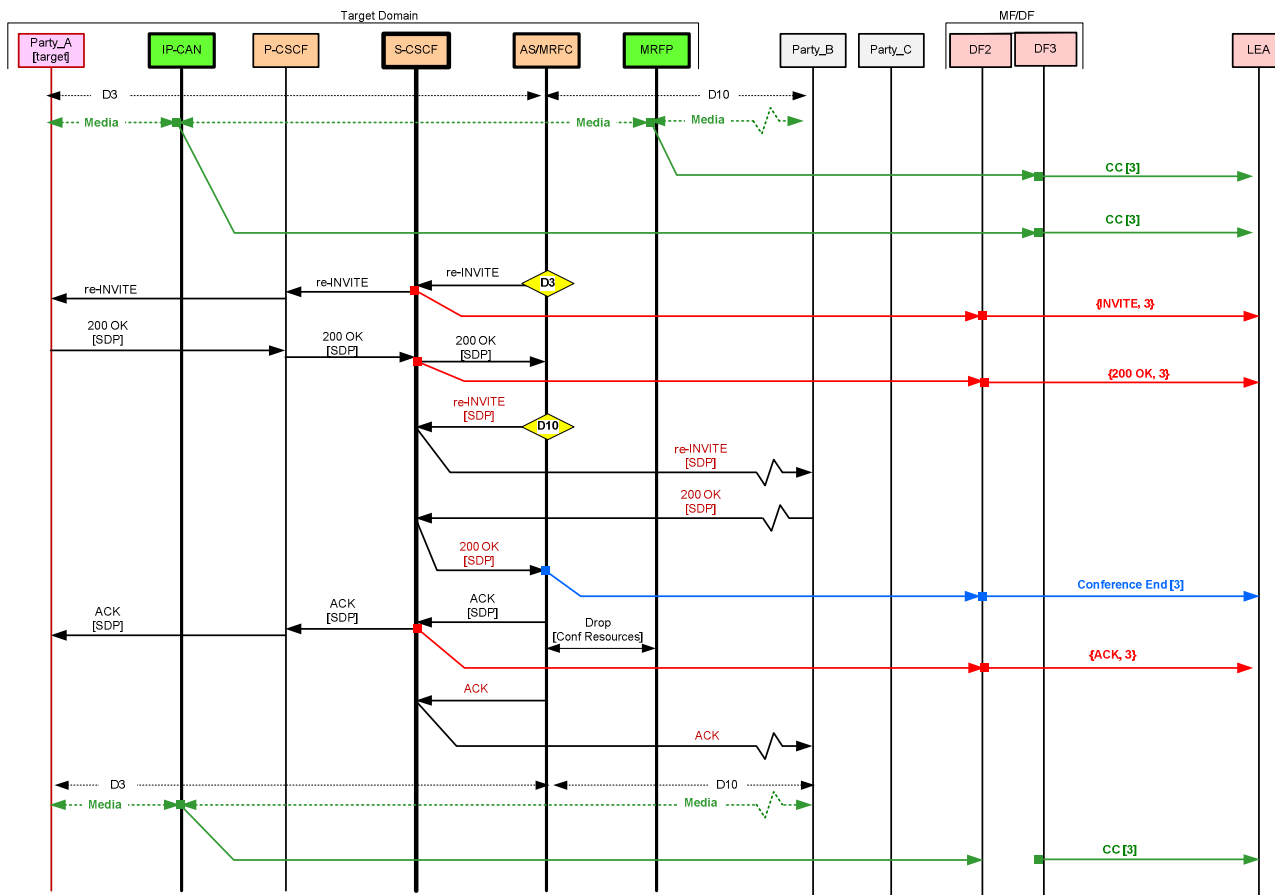 Target Domain
MF/DF
Party_A
[target]
IP-CAN
P-CSCF
S-CSCF
AS/MRFC
MRFP
Party_B
Party_C
DF2
DF3
LEA
D3
D10
Media
Media
Media
CC [3]
CC [3]
re-INVITE
re-INVITE
re-INVITE
D3
{INVITE, 3}
200 OK
[SDP]
200 OK
[SDP]
200 OK
[SDP]
{200 OK, 3}
re-INVITE
[SDP]
D10
re-INVITE
[SDP]
200 OK
[SDP]
200 OK
[SDP]
Conference End [3]
ACK
[SDP]
ACK
[SDP]
ACK
[SDP]
Drop
[Conf Resources]
{ACK, 3}
ACK
ACK
D3
D10
Media
Media
CC [3]